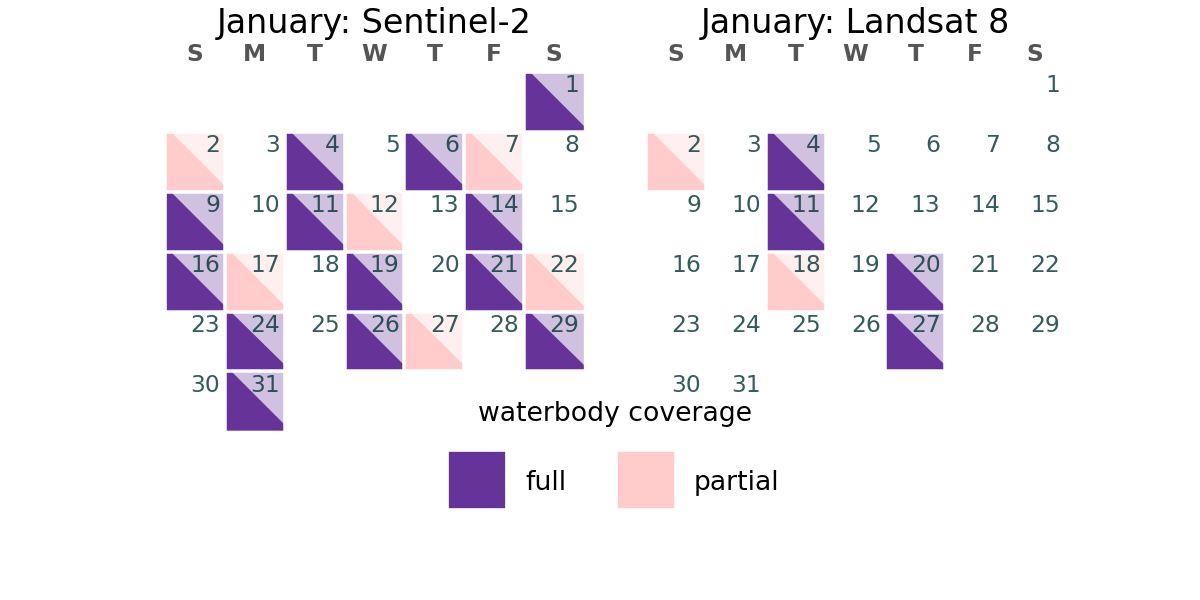 January: Sentinel-2
S M T W T F S
1
2 3 4 5 6 7 8
9 10 11 12 13 14 15
16 17 18 19 20 21 22
23 24 25 26 27 28 29
30 31
January: Landsat 8
S M T W T F S
1
2 3 4 5 6 7 8
9 10 11 12 13 14 15
16 17 18 19 20 21 22
23 24 25 26 27 28 29
30 31
waterbody coverage
full
partial